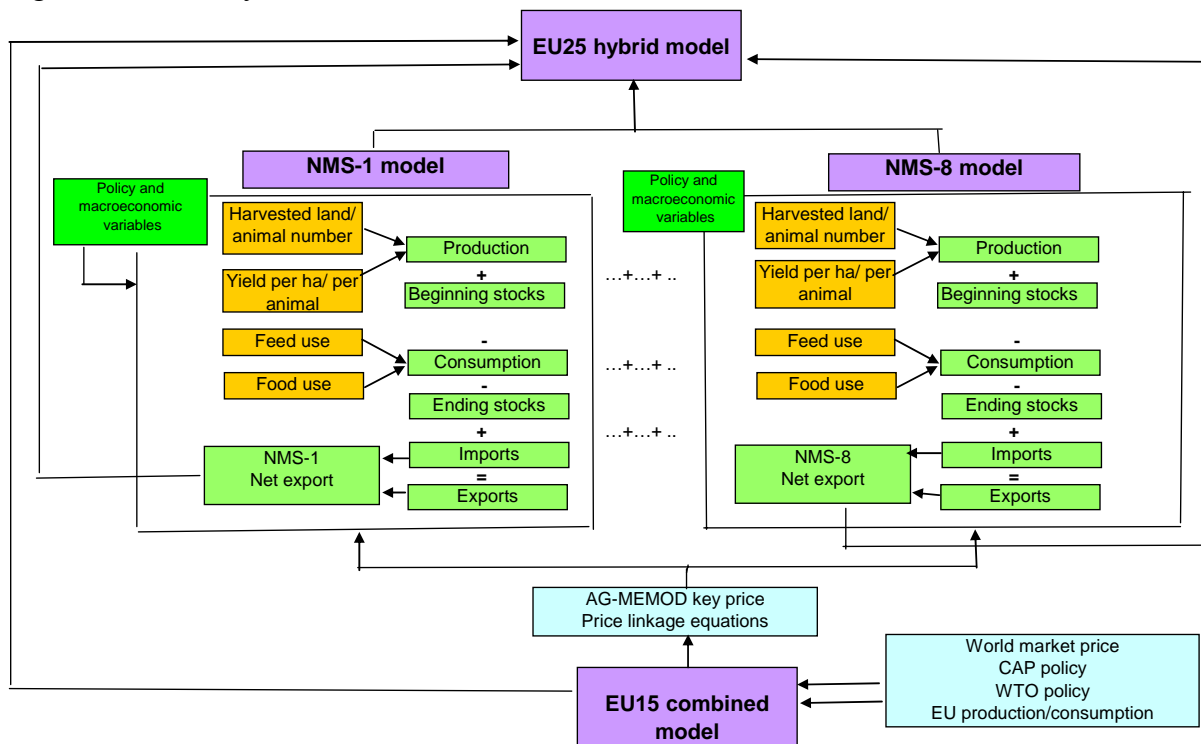 EU25 hybrid
model
NMS-1 model
NMS-8 model
Policy and
macroeconomic
variables
Harvested land/
animal number
Yield per ha/ per
animal
Production
+
Beginning stocks
Feed use
Food use
-
Consumption
-
Ending stocks
+
Imports
=
Exports
NMS-1
Net export
...+...+ ..
...+...+ ..
...+...+ ..
Policy and
macroeconomic
variables
Harvested land/
animal number
Yield per ha/ per
animal
Production
+
Beginning stocks
Feed use
Food use
-
Consumption
-
Ending stocks
+
Imports
=
Exports
NMS-8
Net export
AG-MEMOD key price
Price linkage equations
EU15 combined
model
World market price
CAP policy
WTO policy
EU production/consumption